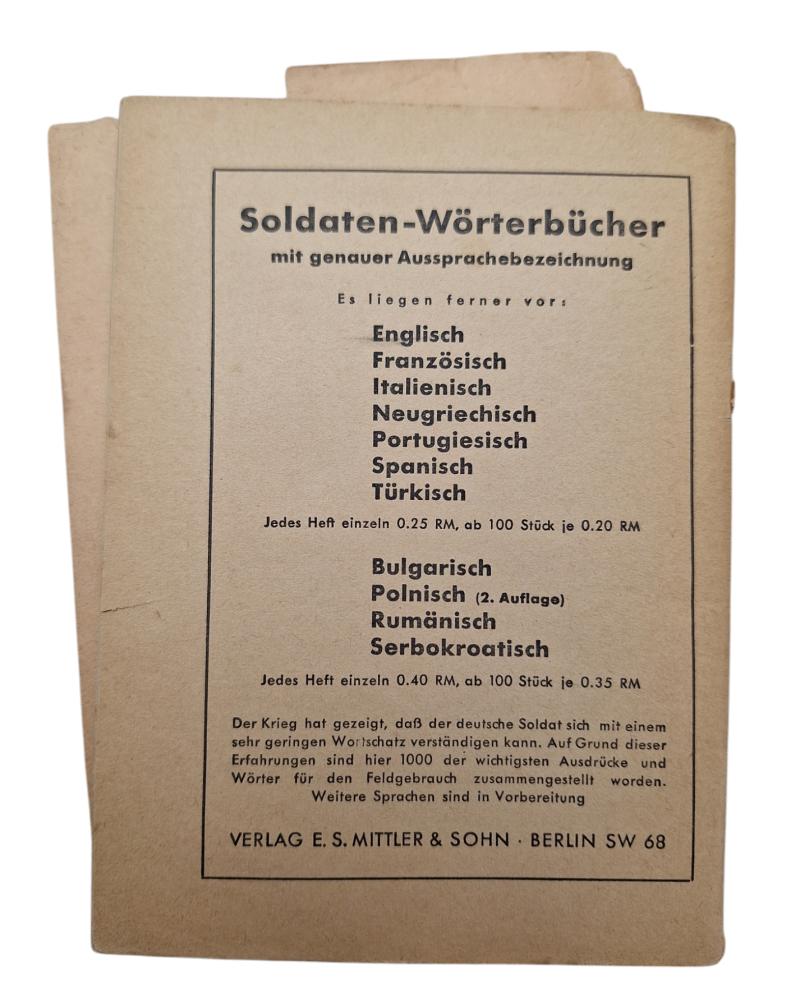 Soldaten-Wörterbücher
mit genauer Aussprachebezeichnung
Es liegen ferner vor:
Englisch
Französisch
Italienisch
Neugriechisch
Portugiesisch
Spanisch
Türkisch
Jedes Heft einzeln 0.25 RM, ab 100 Stück je 0.20 RM
Bulgarisch
Polnisch (2. Auflage)
Rumänisch
Serbokroatisch
Jedes Heft einzeln 0.40 RM, ab 100 Stück je 0.35 RM
Der Krieg hat gezeigt, daß der deutsche Soldat sich mit einem
sehr geringen Wortschatz verständigen kann. Auf Grund dieser
Erfahrungen sind hier 1000 der wichtigsten Ausdrücke und
Wörter für den Feldgebrauch zusammengestellt worden.
Weitere Sprachen sind in Vorbereitung
VERLAG E. S. MITTLER & SOHN · BERLIN SW 68